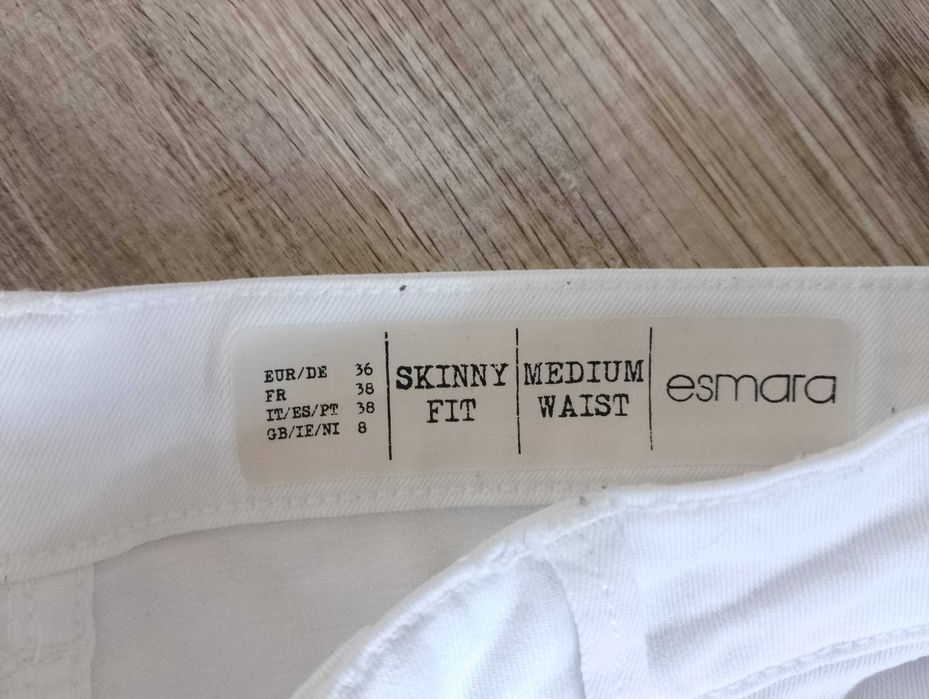 EUR/DE 36
FR 38
IT/ES/PT 38
GB/IE/NI 8
SKINNY
FIT
MEDIUM
WAIST
esmara